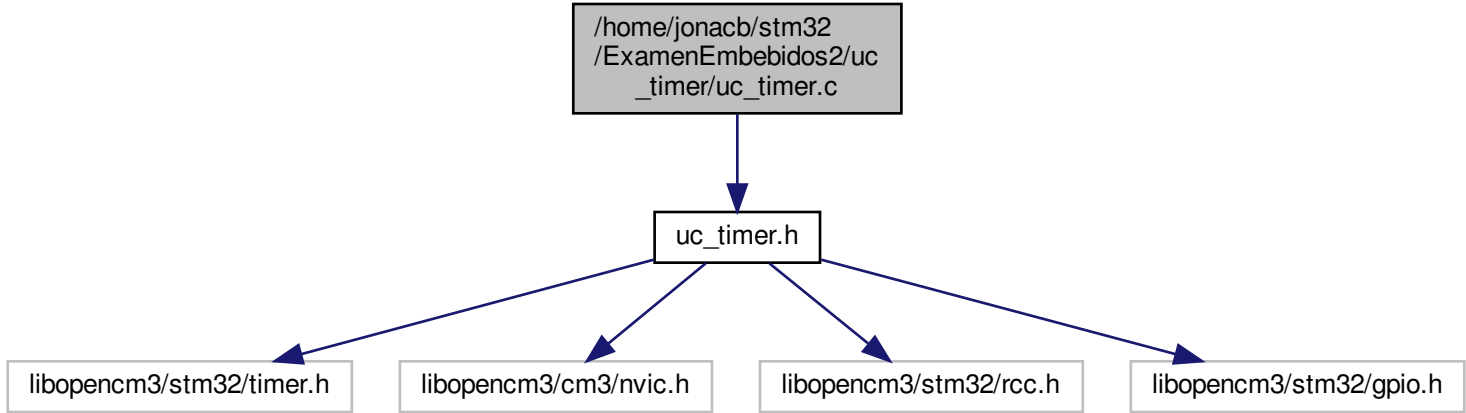 /home/jonacb/stm32
/ExamenEmbebidos2/uc
_timer/uc_timer.c
uc_timer.h
libopencm3/stm32/timer.h
libopencm3/cm3/nvic.h
libopencm3/stm32/rcc.h
libopencm3/stm32/gpio.h